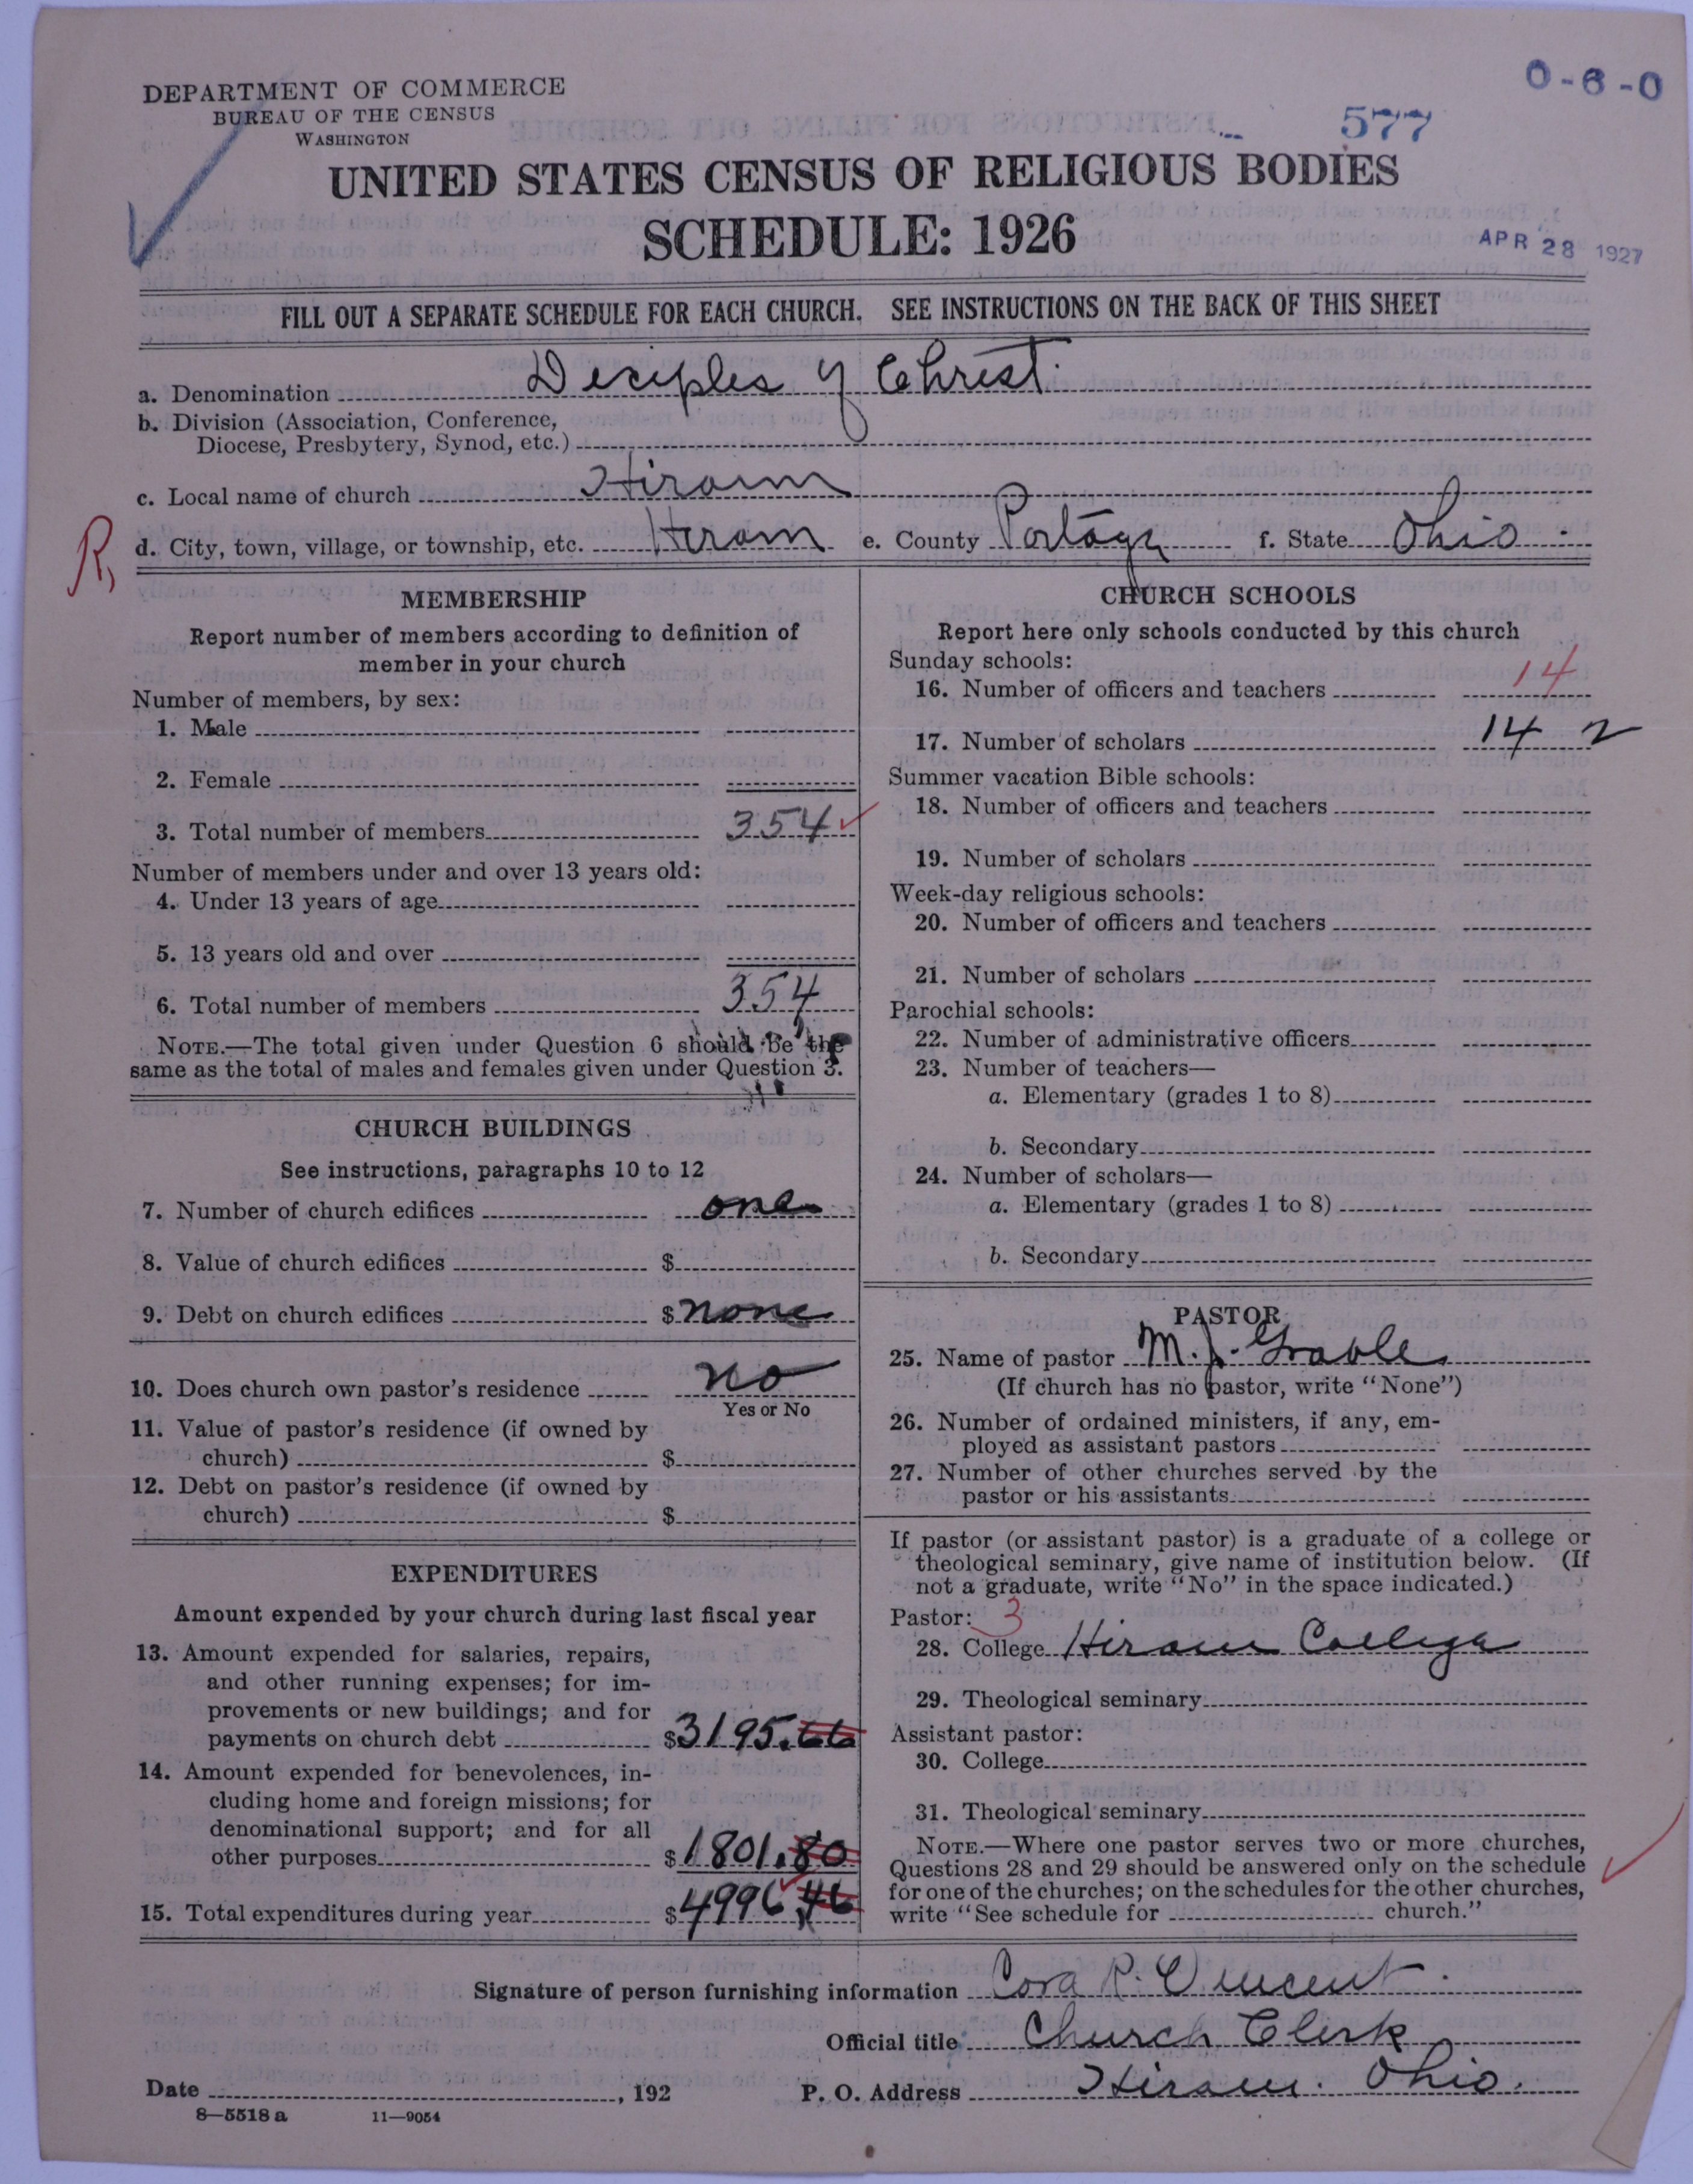 0-6-0
DEPARTMENT OF COMMERCE
BUREAU OF THE CENSUS
WASHINGTON
577
UNITED STATES CENSUS OF RELIGIOUS BODIES
SCHEDULE: 1926
APR 28 1927
FILL OUT A SEPARATE SCHEDULE FOR EACH CHURCH. SEE INSTRUCTIONS ON THE BACK OF THIS SHEET
a. Denomination Disciples of Christ.
b. Division (Association, Conference,
Diocese, Presbytery, Synod, etc.)
c. Local name of church Hiram
R, d. City, town, village, or township, etc. Hiram e. County Portage f. State Ohio
MEMBERSHIP
Report number of members according to definition of
member in your church
Number of members, by sex:
1. Male
2. Female
3. Total number of members 354
Number of members under and over 13 years old:
4. Under 13 years of age
5. 13 years old and over
6. Total number of members 354
NOTE.—The total given under Question 6 should be the
same as the total of males and females given under Question 3.
CHURCH BUILDINGS
See instructions, paragraphs 10 to 12
7. Number of church edifices one
8. Value of church edifices $
9. Debt on church edifices $ none
10. Does church own pastor's residence no
Yes or No
11. Value of pastor's residence (if owned by
church) $
12. Debt on pastor's residence (if owned by
church) $
EXPENDITURES
Amount expended by your church during last fiscal year
13. Amount expended for salaries, repairs,
and other running expenses; for im-
provements or new buildings; and for
payments on church debt $3195.66
14. Amount expended for benevolences, in-
cluding home and foreign missions; for
denominational support; and for all
other purposes $1801.80
15. Total expenditures during year $4996.46
CHURCH SCHOOLS
Report here only schools conducted by this church
Sunday schools:
16. Number of officers and teachers 14
17. Number of scholars 142
Summer vacation Bible schools:
18. Number of officers and teachers
19. Number of scholars
Week-day religious schools:
20. Number of officers and teachers
21. Number of scholars
Parochial schools:
22. Number of administrative officers
23. Number of teachers—
a. Elementary (grades 1 to 8)
b. Secondary
24. Number of scholars—
a. Elementary (grades 1 to 8)
b. Secondary
PASTOR
25. Name of pastor M. J. Grable
(If church has no pastor, write "None")
26. Number of ordained ministers, if any, em-
ployed as assistant pastors
27. Number of other churches served by the
pastor or his assistants
If pastor (or assistant pastor) is a graduate of a college or
theological seminary, give name of institution below. (If
not a graduate, write "No" in the space indicated.)
Pastor: 3
28. College Hiram College
29. Theological seminary
Assistant pastor:
30. College
31. Theological seminary
NOTE.—Where one pastor serves two or more churches,
Questions 28 and 29 should be answered only on the schedule
for one of the churches; on the schedules for the other churches,
write "See schedule for church."
Signature of person furnishing information Cora R. Vincent.
Official title Church Clerk
Date , 192 P. O. Address Hiram. Ohio.
8—5518 a 11—9054